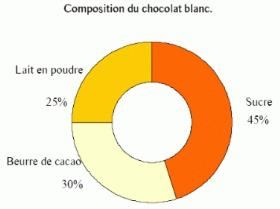 Composition du chocolat blanc.
Lait en poudre
25%
Sucre
45%
Beurre de cacao
30%